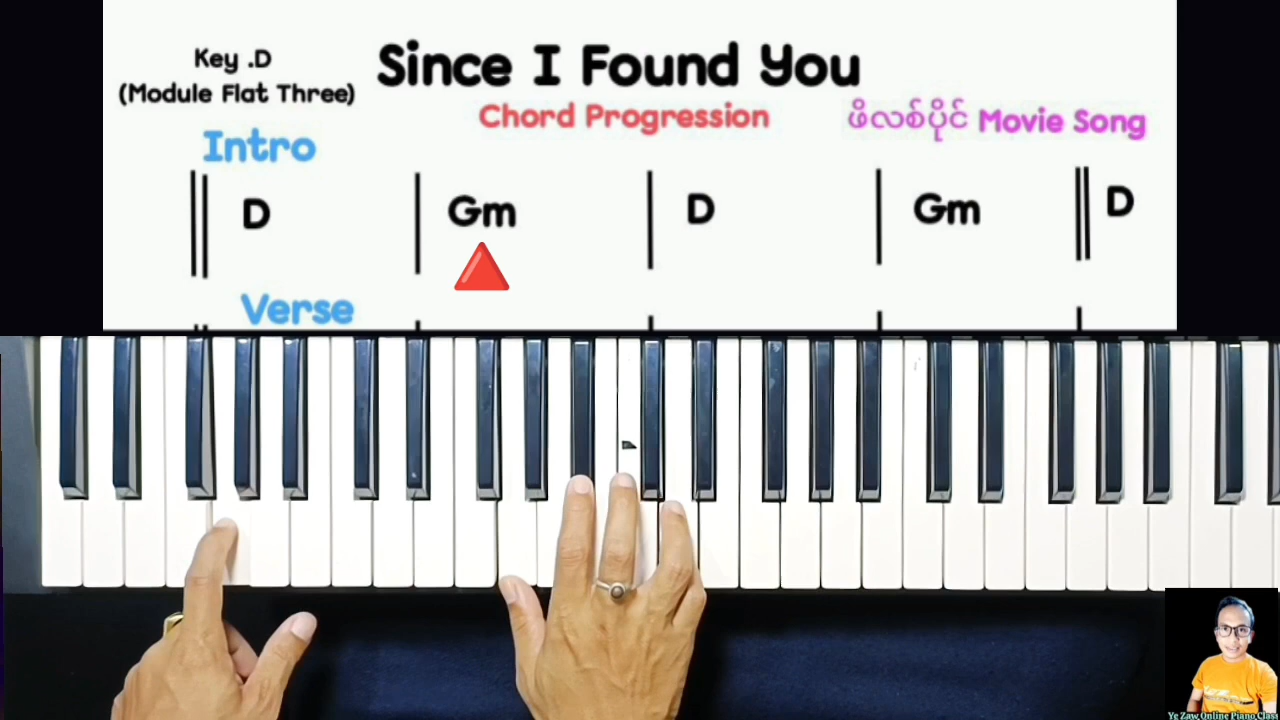 Key .D
(Module Flat Three)
Since I Found You
Chord Progression
ဖိလစ်ပိုင် Movie Song
Intro
D Gm D Gm D
Verse
Ye Zaw Online Piano Class